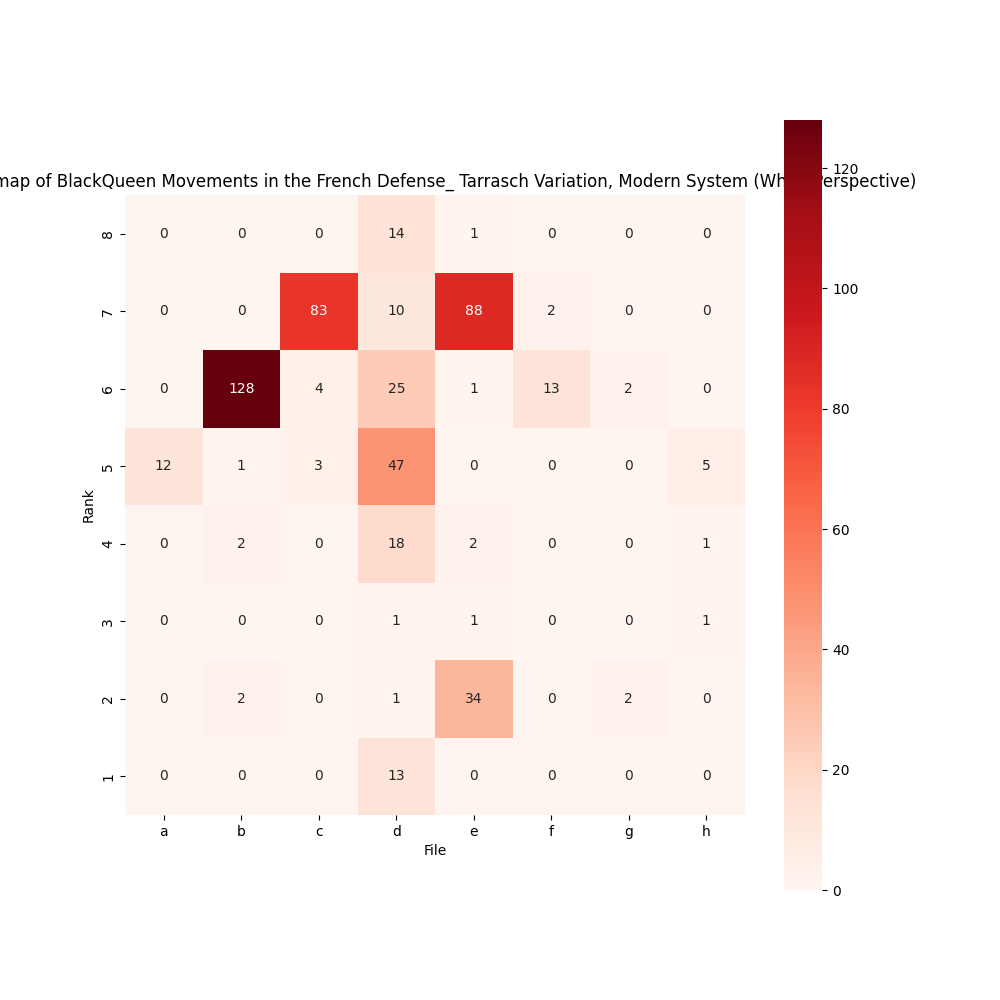 map of BlackQueen Movements in the French Defense_ Tarrasch Variation, Modern System (Wh erspective)
8 0 0 0 14 1 0 0 0
7 0 0 83 10 88 2 0 0
6 0 128 4 25 1 13 2 0
5 12 1 3 47 0 0 0 5
4 0 2 0 18 2 0 0 1
3 0 0 0 1 1 0 0 1
2 0 2 0 1 34 0 2 0
1 0 0 0 13 0 0 0 0
a b c d e f g h
File
Rank
120
100
80
60
40
20
0